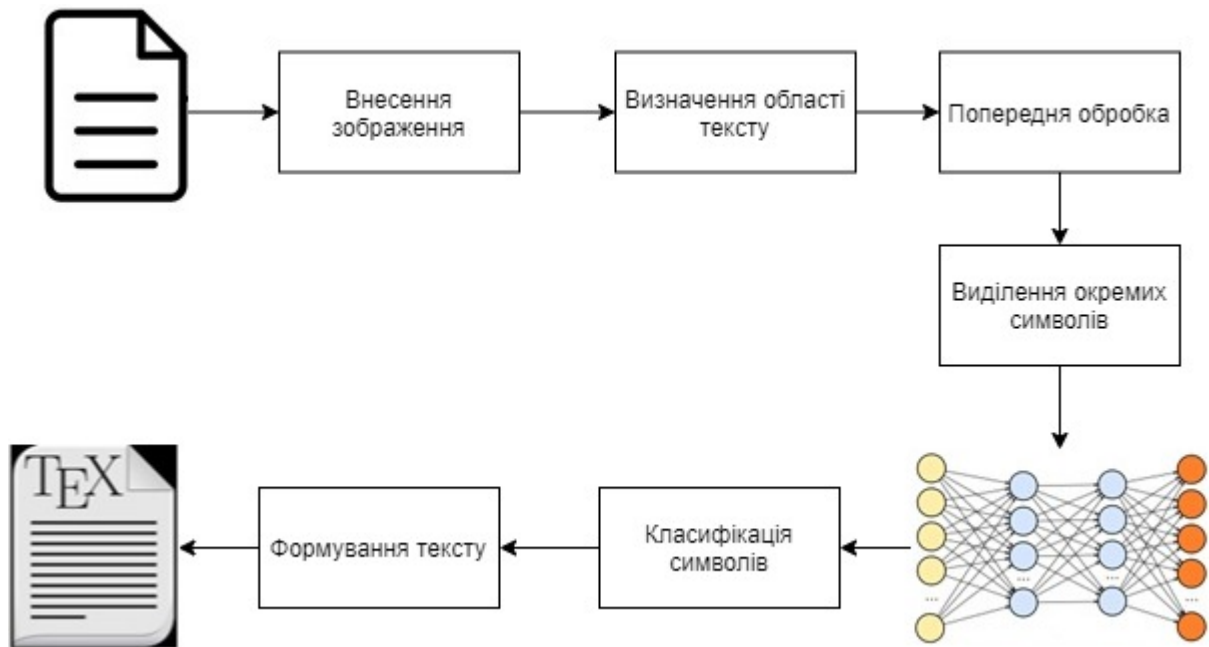 Внесення
зображення
Визначення області
тексту
Попередня обробка
Виділення окремих
символів
...
... ...
...
...
Класифікація
символів
Формування тексту
TEX